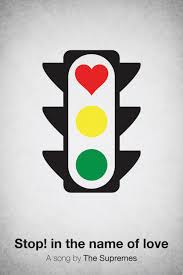 Stop! in the name of love
A song by The Supremes